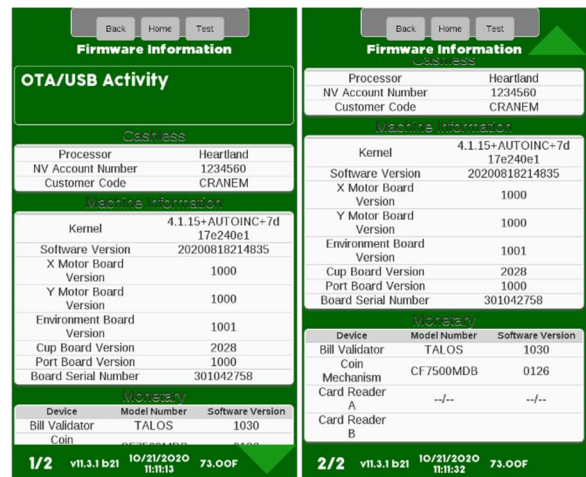 Back Home Test
Firmware Information
OTA/USB Activity
Cashless
Processor Heartland
NV Account Number 1234560
Customer Code CRANEM
Machine Information
Kernel 4.1.15+AUTOINC+7d
17e240e1
Software Version 20200818214835
X Motor Board
Version 1000
Y Motor Board
Version 1000
Environment Board
Version 1001
Cup Board Version 2028
Port Board Version 1000
Board Serial Number 301042758
Monetary
Device Model Number Software Version
Bill Validator TALOS 1030
Coin
1/2 v11.3.1 b21 10/21/2020
11:11:13 73.00F
Back Home Test
Firmware Information
Cashless
Processor Heartland
NV Account Number 1234560
Customer Code CRANEM
Machine Information
Kernel 4.1.15+AUTOINC+7d
17e240e1
Software Version 20200818214835
X Motor Board
Version 1000
Y Motor Board
Version 1000
Environment Board
Version 1001
Cup Board Version 2028
Port Board Version 1000
Board Serial Number 301042758
Monetary
Device Model Number Software Version
Bill Validator TALOS 1030
Coin
Mechanism CF7500MDB 0126
Card Reader
A --/-- --/--
Card Reader
B
2/2 v11.3.1 b21 10/21/2020
11:11:32 73.00F